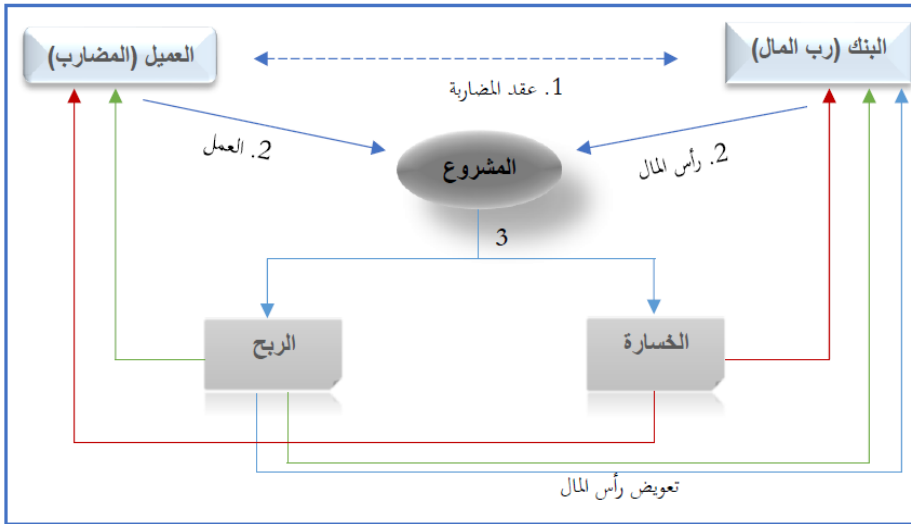 البنك (رب المال)
العميل (المضارب)
1. عقد المضاربة
2. رأس المال
2. العمل
المشروع
3
الخسارة
الربح
تعويض رأس المال